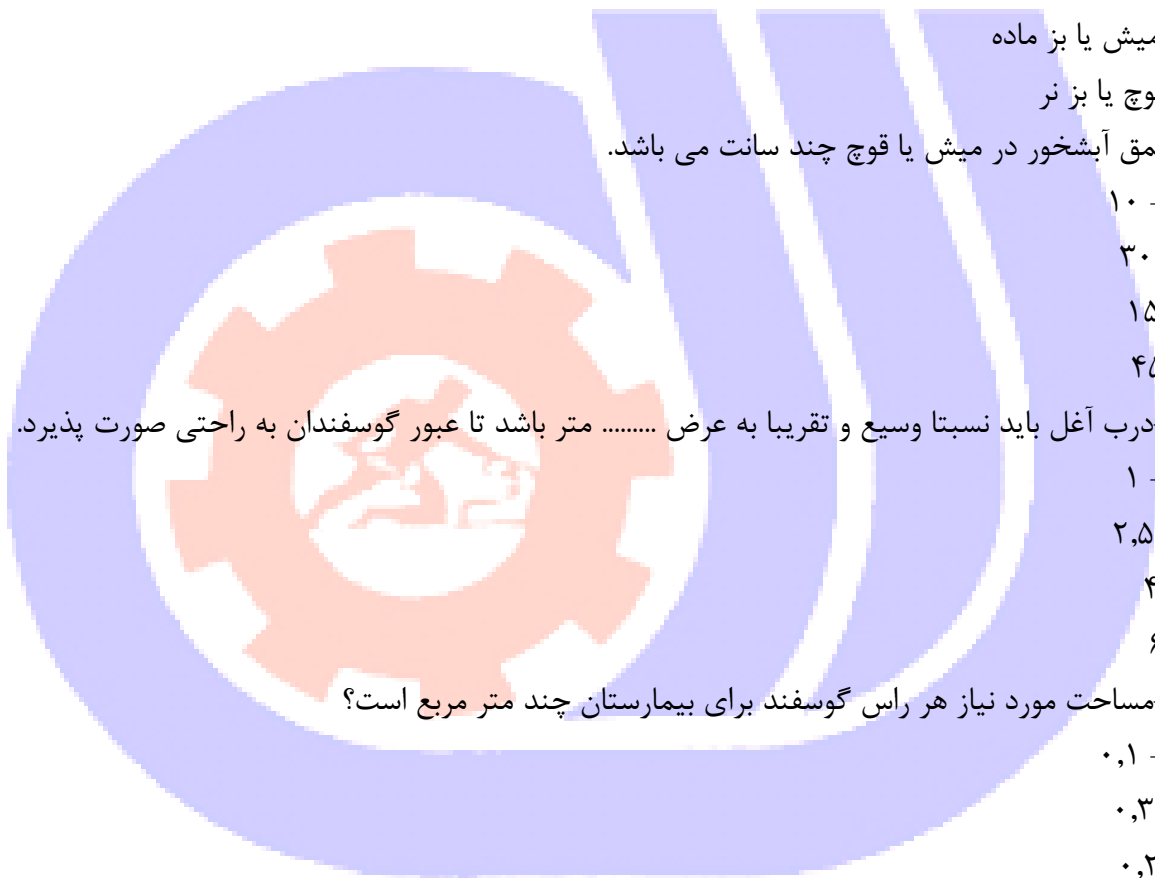 میش یا بز ماده
وچ یا بز نر
مق آبشخور در میش یا قوچ چند سانت می باشد.
- ۱۰
۳۰
۱۵
۴۵
درب آغل باید نسبتا وسیع و تقریبا به عرض ......... متر باشد تا عبور گوسفندان به راحتی صورت پذیرد.
- ۱
۲,۵
۴
۶
مساحت مورد نیاز هر راس گوسفند برای بیمارستان چند متر مربع است؟
- ۰,۱
۰,۳
۰,۲